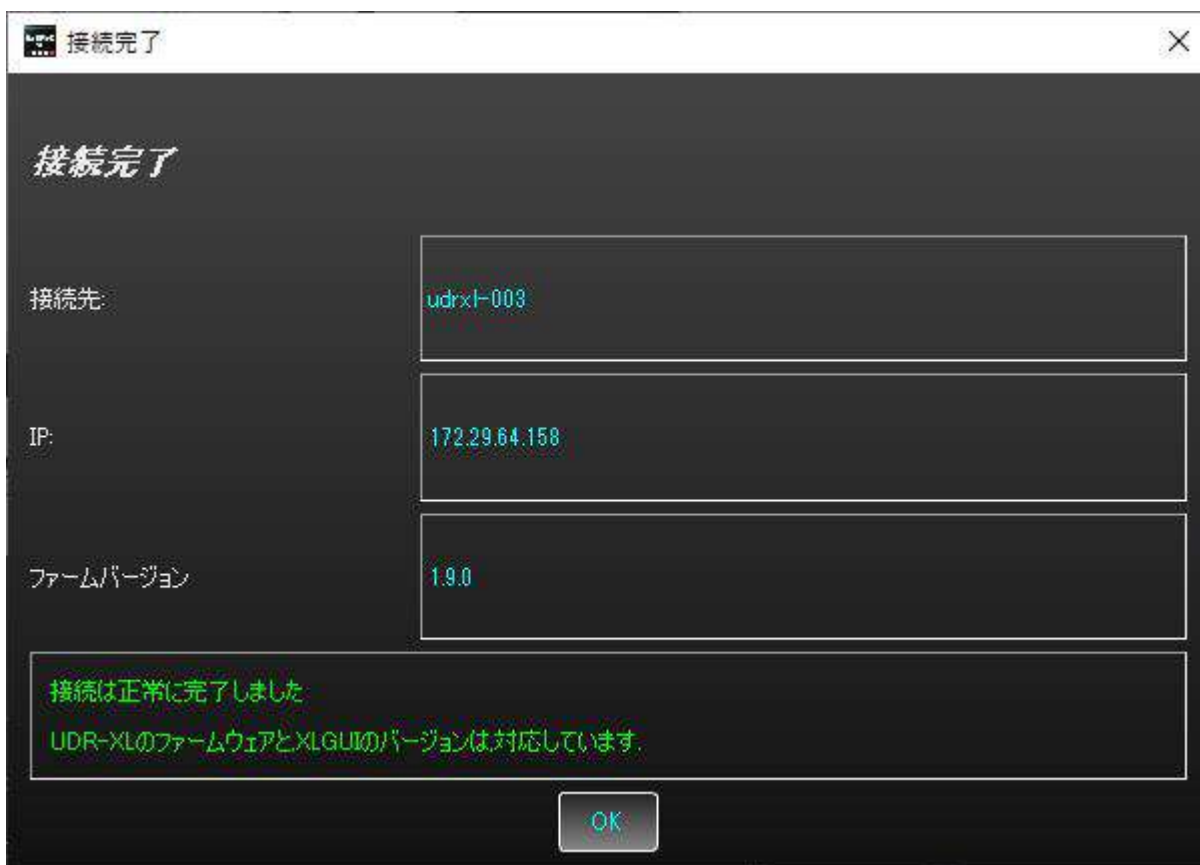 接続完了
接続完了
接続先:
udrxl-003
IP:
172.29.64.158
ファームバージョン
1.9.0
接続は正常に完了しました
UDR-XLのファームウェアと,XLGUIのバージョンは,対応しています.
OK